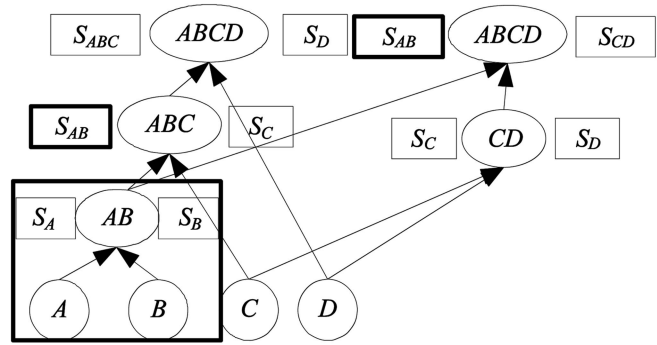 S_ABC ABCD S_D S_AB ABCD S_CD
S_AB ABC S_C S_C CD S_D
S_A AB S_B
A B C D